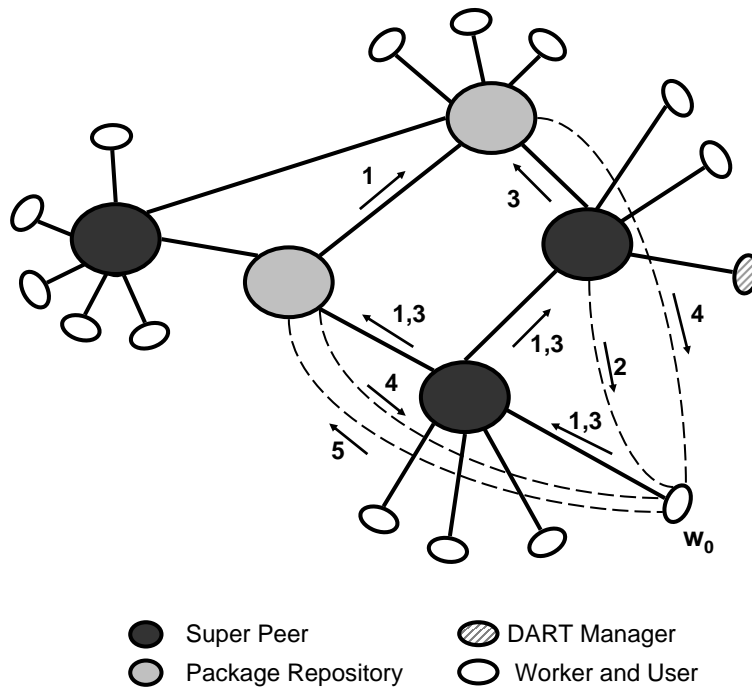 1
3
1,3
1,3
4
2
4
1,3
5
w0
Super Peer
DART Manager
Package Repository
Worker and User